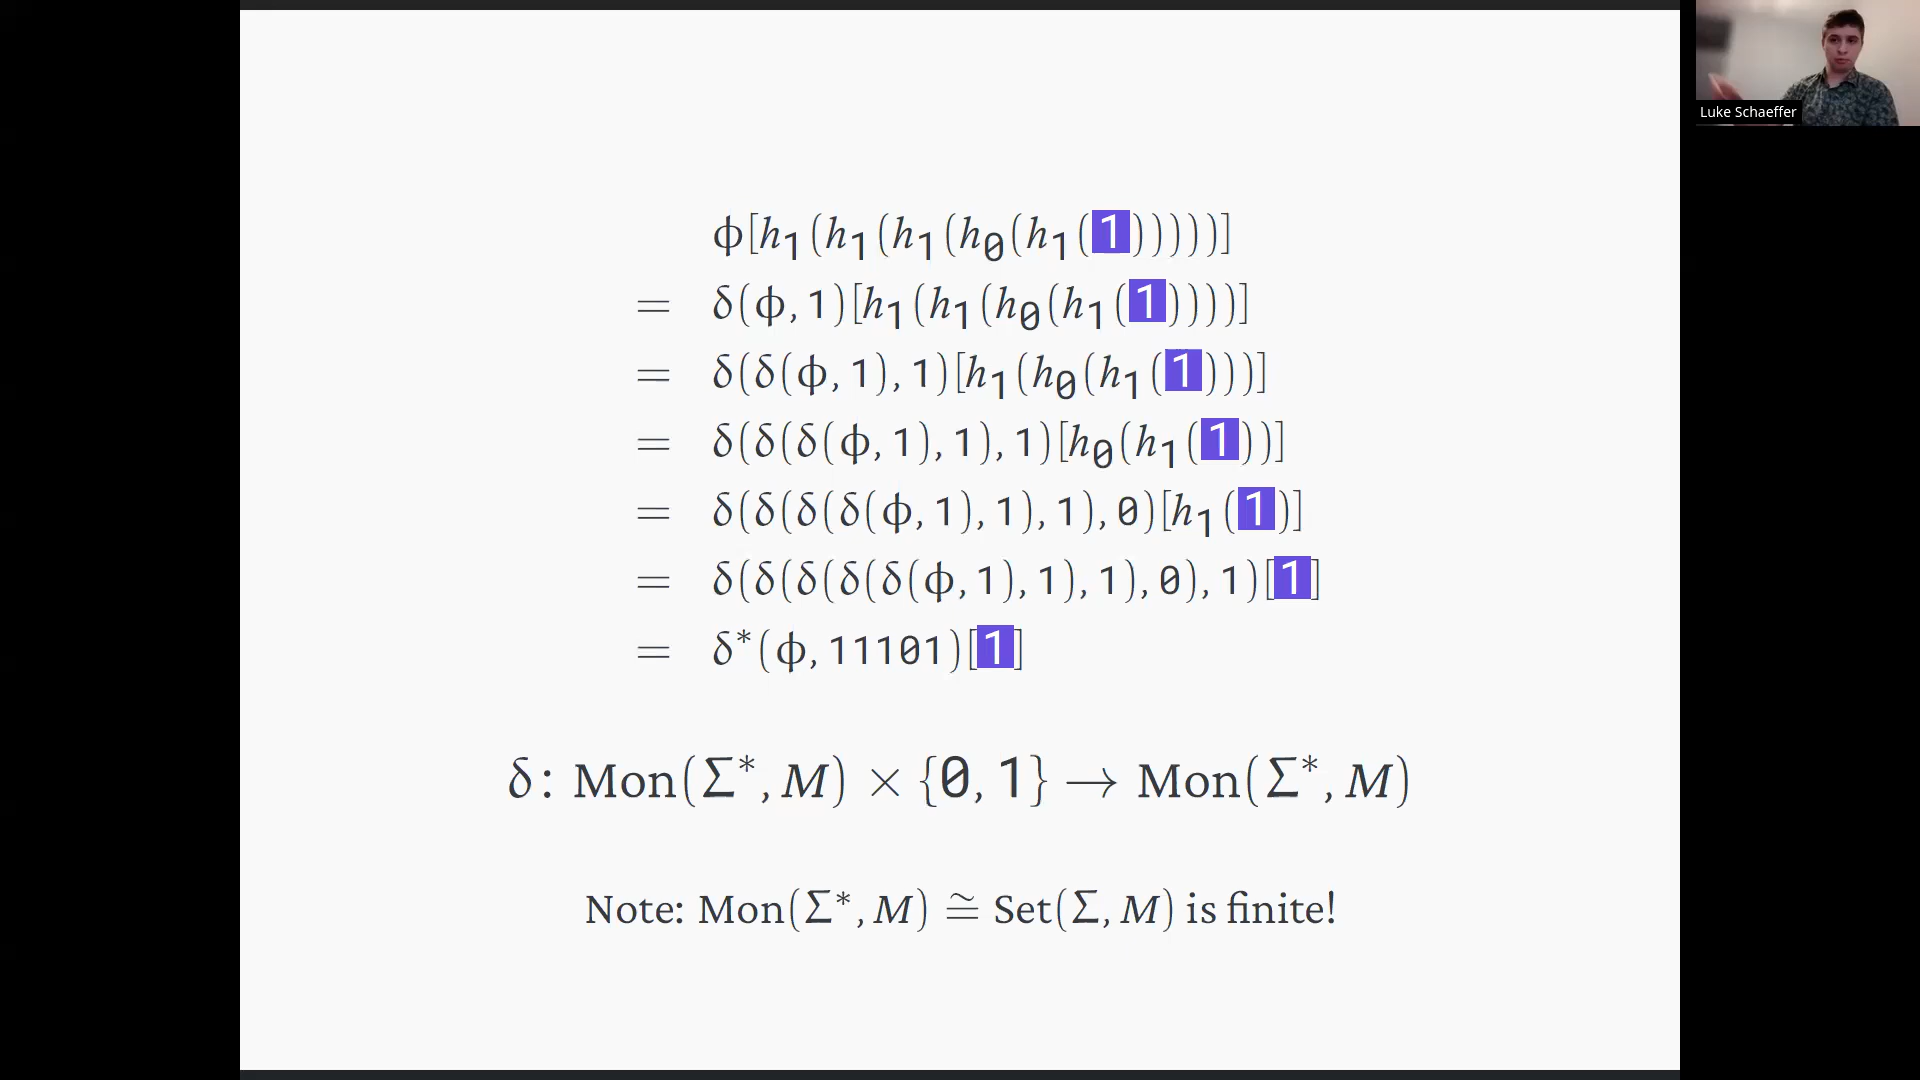 Luke Schaeffer
ϕ[h₁(h₁(h₁(h₀(h₁(1)))))]
= δ(ϕ, 1)[h₁(h₁(h₀(h₁(1))))]
= δ(δ(ϕ, 1), 1)[h₁(h₀(h₁(1)))]
= δ(δ(δ(ϕ, 1), 1), 1)[h₀(h₁(1))]
= δ(δ(δ(δ(ϕ, 1), 1), 1), 0)[h₁(1)]
= δ(δ(δ(δ(δ(ϕ, 1), 1), 1), 0), 1)[1]
= δ*(ϕ, 11101)[1]
δ: Mon(Σ*, M) × {0, 1} → Mon(Σ*, M)
Note: Mon(Σ*, M) ≅ Set(Σ, M) is finite!